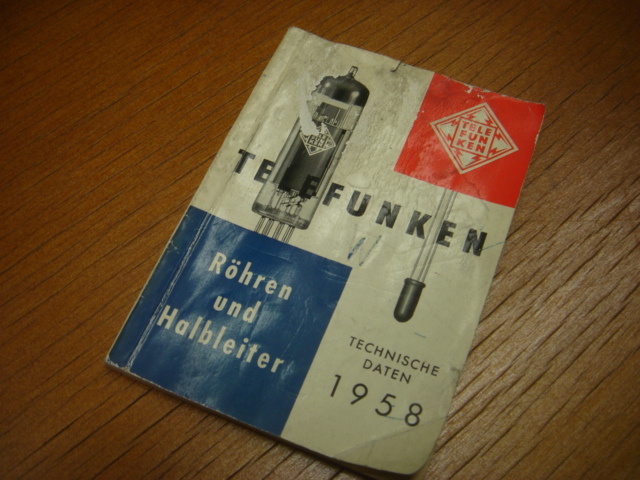 TELE
FUN
KEN
TELEFUNKEN
Röhren
und
Halbleiter
TECHNISCHE
DATEN
1958